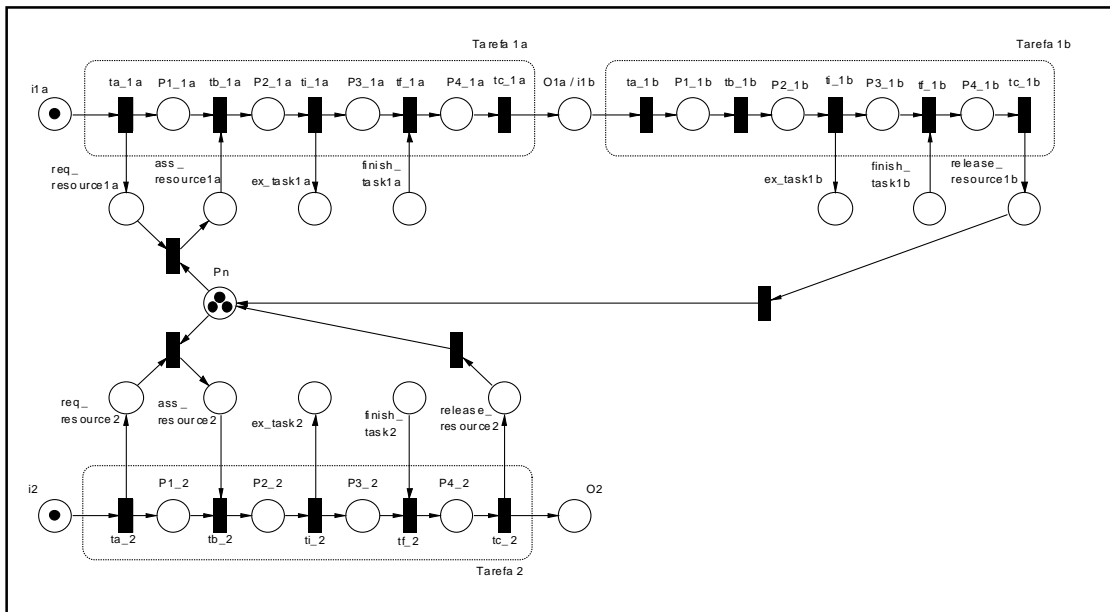 Tarefa 1a
Tarefa 1b
i1a
ta_1a
P1_1a
tb_1a
P2_1a
ti_1a
P3_1a
tf_1a
P4_1a
tc_1a
O1a / i1b
ta_1b
P1_1b
tb_1b
P2_1b
ti_1b
P3_1b
tf_1b
P4_1b
tc_1b
req_
resource1a
ass_
resource1a
ex_task1a
finish_
task1a
ex_task1b
finish_
task1b
release_
resource1b
Pn
req_
resource2
ass_
resource2
ex_task2
finish_
task2
release_
resource2
i2
P1_2
P2_2
P3_2
P4_2
O2
ta_2
tb_2
ti_2
tf_2
tc_2
Tarefa 2